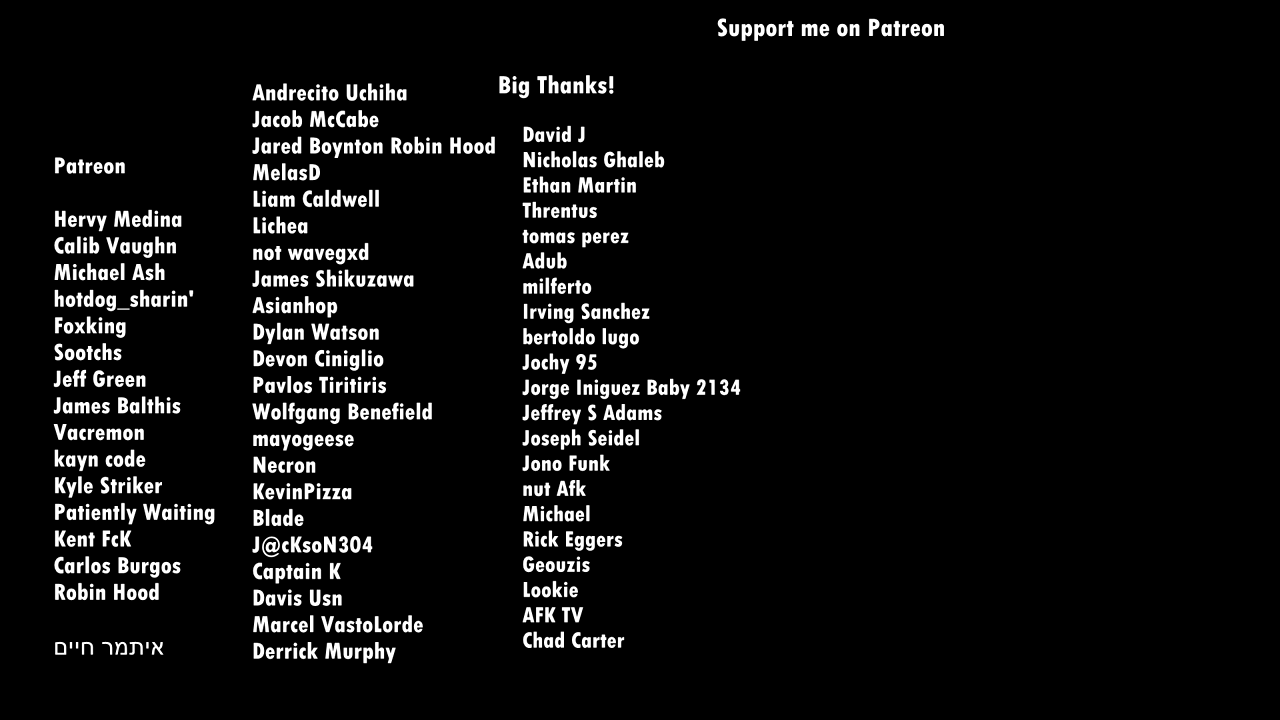 Support me on Patreon
Patreon
Hervy Medina
Calib Vaughn
Michael Ash
hotdog_sharin'
Foxking
Sootchs
Jeff Green
James Balthis
Vacremon
kayn code
Kyle Striker
Patiently Waiting
Kent FcK
Carlos Burgos
Robin Hood
איתמר חיים
Andrecito Uchiha
Jacob McCabe
Jared Boynton Robin Hood
MelasD
Liam Caldwell
Lichea
not wavegxd
James Shikuzawa
Asianhop
Dylan Watson
Devon Ciniglio
Pavlos Tiritiris
Wolfgang Benefield
mayogeese
Necron
KevinPizza
Blade
J@cKsoN304
Captain K
Davis Usn
Marcel VastoLorde
Derrick Murphy
Big Thanks!
David J
Nicholas Ghaleb
Ethan Martin
Threntus
tomas perez
Adub
milferto
Irving Sanchez
bertoldo lugo
Jochy 95
Jorge Iniguez Baby 2134
Jeffrey S Adams
Joseph Seidel
Jono Funk
nut Afk
Michael
Rick Eggers
Geouzis
Lookie
AFK TV
Chad Carter